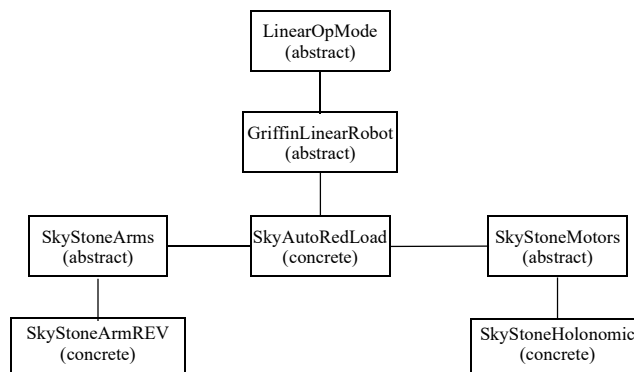 LinearOpMode
(abstract)
GriffinLinearRobot
(abstract)
SkyStoneArms
(abstract)
SkyAutoRedLoad
(concrete)
SkyStoneMotors
(abstract)
SkyStoneArmREV
(concrete)
SkyStoneHolonomic
(concrete)